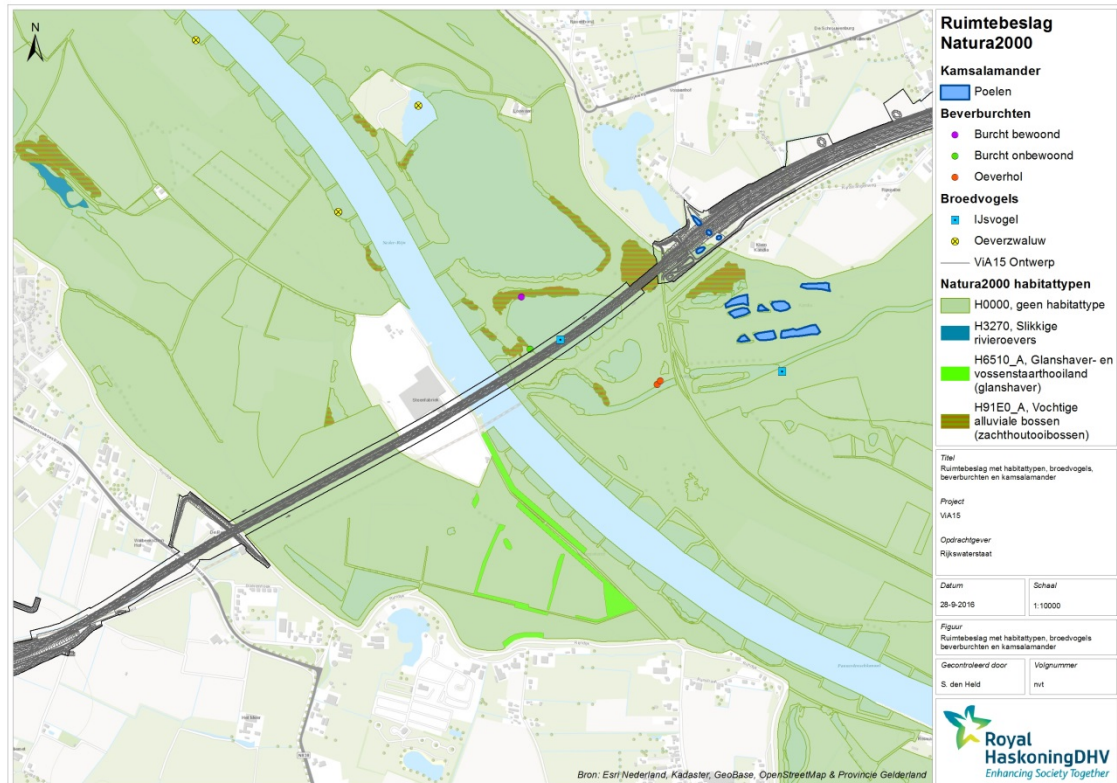 N
Ruimtebeslag
Natura2000
Kamsalamander
Poelen
Beverburchten
Burcht bewoond
Burcht onbewoond
Oeverhol
Broedvogels
IJsvogel
Oeverzwaluw
ViA15 Ontwerp
Natura2000 habitattypen
H0000, geen habitattype
H3270, Slikkige
rivieroevers
H6510_A, Glanshaver- en
vossenstaarthooiland
(glanshaver)
H91E0_A, Vochtige
alluviale bossen
(zachthoutooibossen)
Titel
Ruimtebeslag met habitattypen, broedvogels,
beverburchten en kamsalamander
Project
ViA15
Opdrachtgever
Rijkswaterstaat
Datum
28-9-2016
Schaal
1:10000
Figuur
Ruimtebeslag met habitattypen, broedvogels
beverburchten en kamsalamander
Gecontroleerd door
S. den Held
Volgnummer
nvt
Royal
HaskoningDHV
Enhancing Society Together
Bron: Esri Nederland, Kadaster, GeoBase, OpenStreetMap & Provincie Gelderland